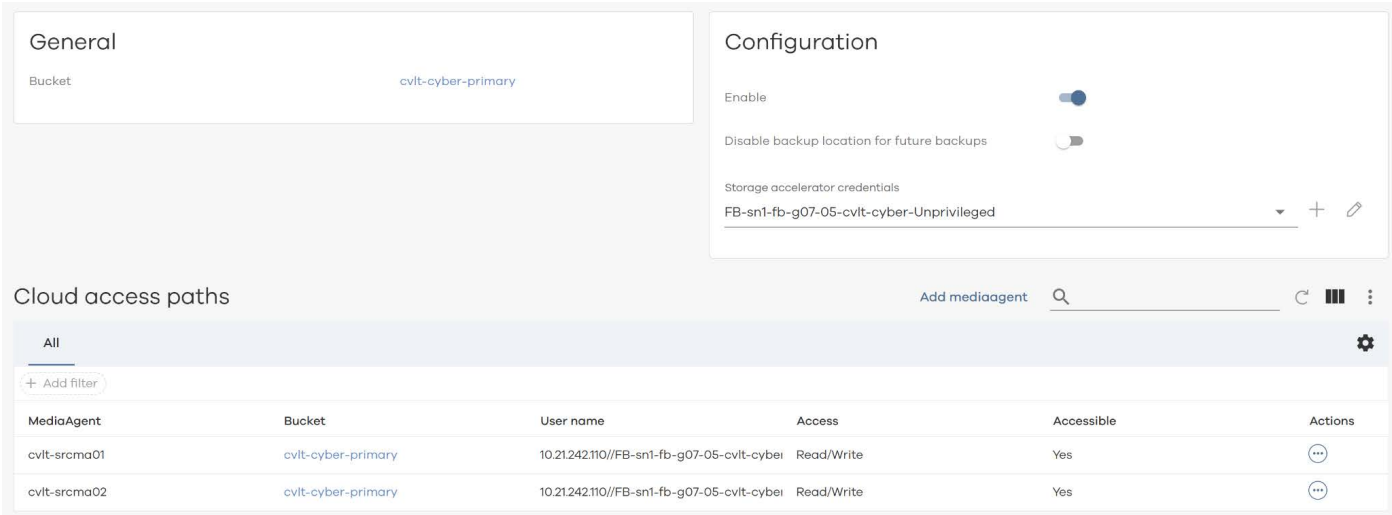 General
Bucket cvlt-cyber-primary
Configuration
Enable
Disable backup location for future backups
Storage accelerator credentials
FB-sn1-fb-g07-05-cvlt-cyber-Unprivileged
Cloud access paths
Add mediaagent
All
+ Add filter
MediaAgent Bucket User name Access Accessible Actions
cvlt-srcma01 cvlt-cyber-primary 10.21.242.110//FB-sn1-fb-g07-05-cvlt-cyber Read/Write Yes
cvlt-srcma02 cvlt-cyber-primary 10.21.242.110//FB-sn1-fb-g07-05-cvlt-cyber Read/Write Yes